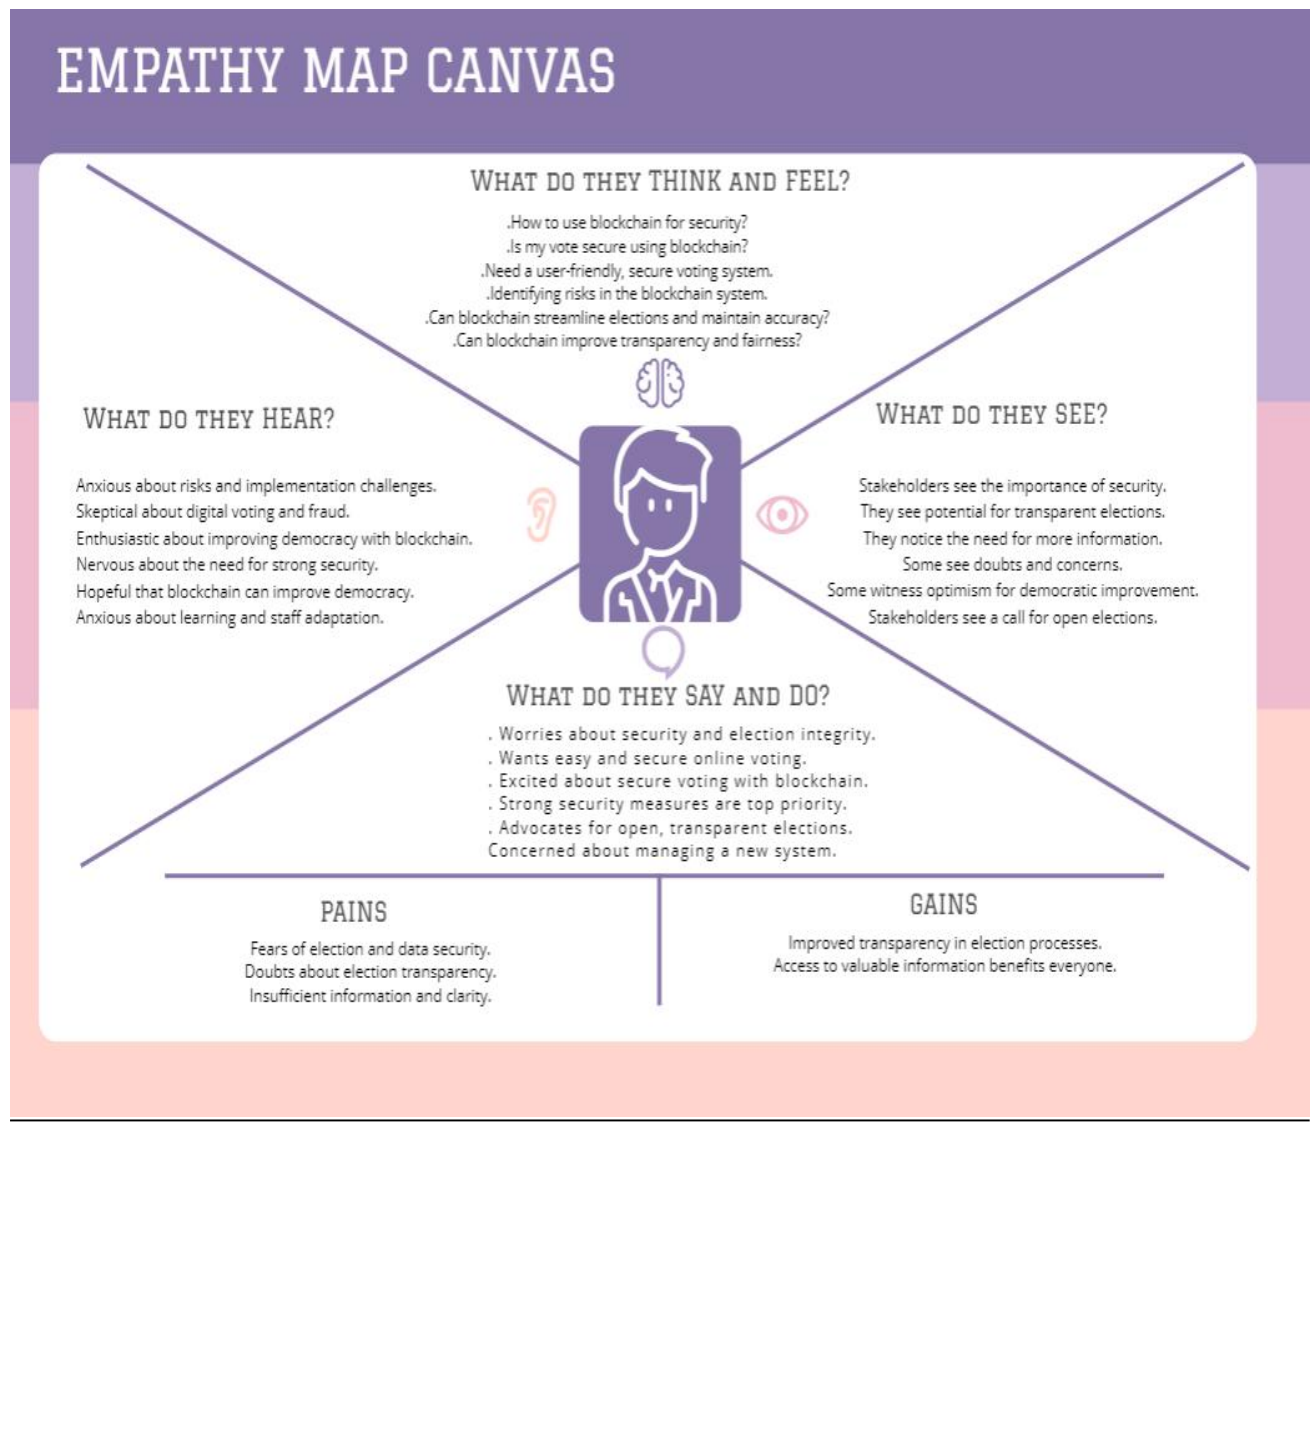 EMPATHY MAP CANVAS
WHAT DO THEY THINK AND FEEL?
.How to use blockchain for security?
.Is my vote secure using blockchain?
.Need a user-friendly, secure voting system.
.Identifying risks in the blockchain system.
.Can blockchain streamline elections and maintain accuracy?
.Can blockchain improve transparency and fairness?
WHAT DO THEY HEAR?
Anxious about risks and implementation challenges.
Skeptical about digital voting and fraud.
Enthusiastic about improving democracy with blockchain.
Nervous about the need for strong security.
Hopeful that blockchain can improve democracy.
Anxious about learning and staff adaptation.
WHAT DO THEY SEE?
Stakeholders see the importance of security.
They see potential for transparent elections.
They notice the need for more information.
Some see doubts and concerns.
Some witness optimism for democratic improvement.
Stakeholders see a call for open elections.
WHAT DO THEY SAY AND DO?
. Worries about security and election integrity.
. Wants easy and secure online voting.
. Excited about secure voting with blockchain.
. Strong security measures are top priority.
. Advocates for open, transparent elections.
Concerned about managing a new system.
PAINS
Fears of election and data security.
Doubts about election transparency.
Insufficient information and clarity.
GAINS
Improved transparency in election processes.
Access to valuable information benefits everyone.